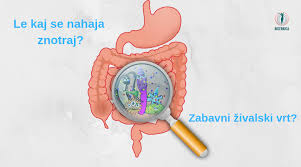 Le kaj se nahaja
znotraj?
Zabavni živalski vrt?